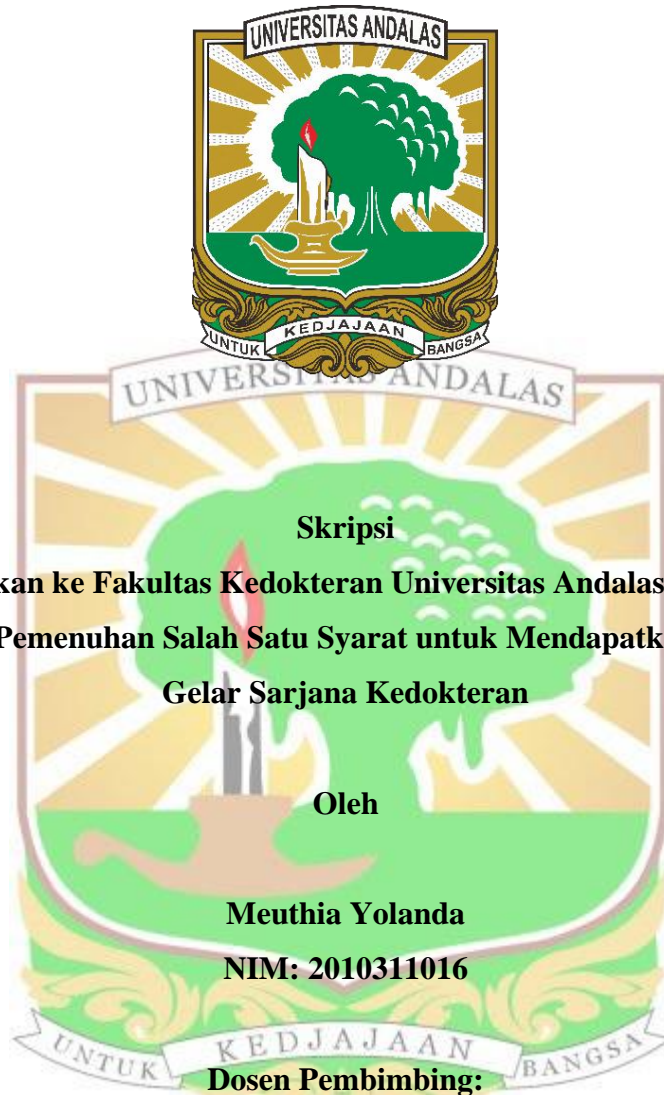 UNIVERSITAS ANDALAS
UNTUK KEDJAJAAN BANGSA
UNIVERSITAS ANDALAS
Skripsi
kan ke Fakultas Kedokteran Universitas Andalas
Pemenuhan Salah Satu Syarat untuk Mendapatk
Gelar Sarjana Kedokteran
Oleh
Meuthia Yolanda
NIM: 2010311016
UNTUK KEDJAJAAN BANGSA
Dosen Pembimbing: